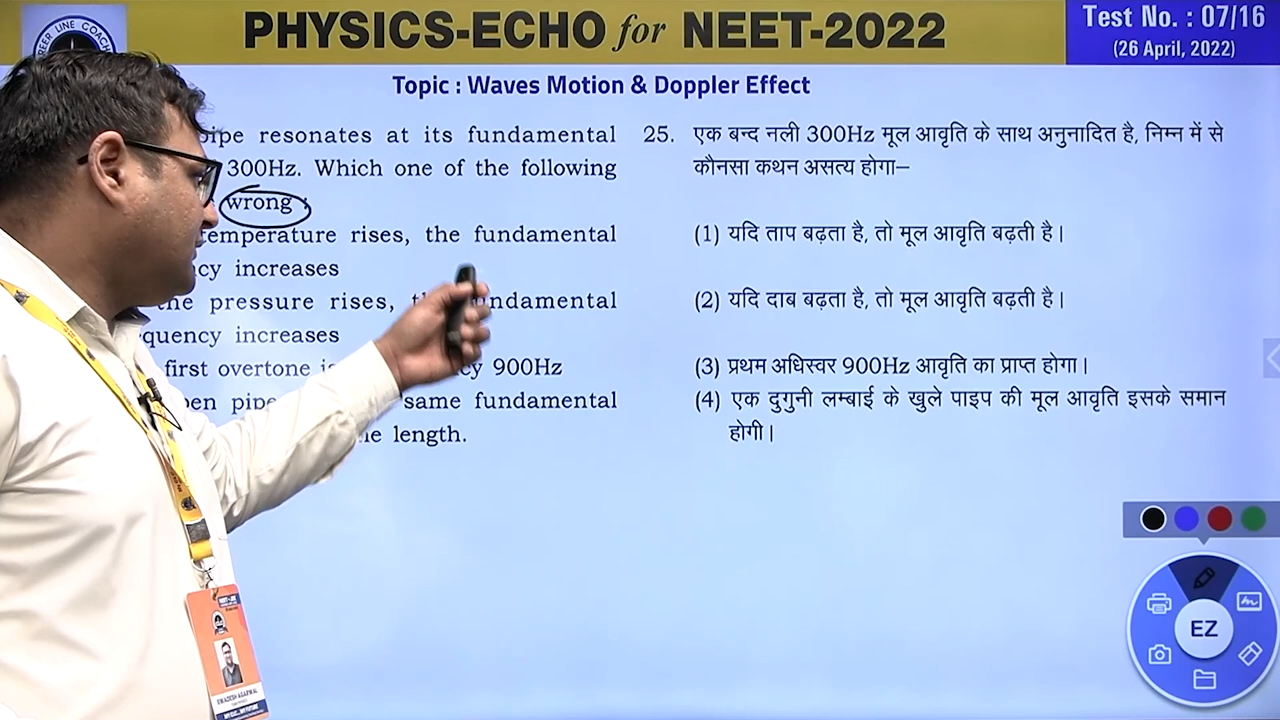 PHYSICS-ECHO for NEET-2022
Test No. : 07/16
(26 April, 2022)
Topic : Waves Motion & Doppler Effect
pipe resonates at its fundamental
300Hz. Which one of the following
wrong :
temperature rises, the fundamental
increases
the pressure rises,
increases
first overtone 900Hz
same fundamental
length.
25. एक बन्द नली 300Hz मूल आवृति के साथ अनुनादित है, निम्न में से
कौनसा कथन असत्य होगा–
(1) यदि ताप बढ़ता है, तो मूल आवृति बढ़ती है।
(2) यदि दाब बढ़ता है, तो मूल आवृति बढ़ती है।
(3) प्रथम अधिस्वर 900Hz आवृति का प्राप्त होगा।
(4) एक दुगुनी लम्बाई के खुले पाइप की मूल आवृति इसके समान
होगी।
EZ
SWADESH AGARWAL